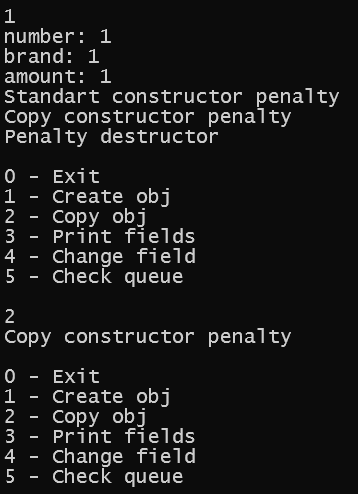 1
number: 1
brand: 1
amount: 1
Standart constructor penalty
Copy constructor penalty
Penalty destructor
0 - Exit
1 - Create obj
2 - Copy obj
3 - Print fields
4 - Change field
5 - Check queue
2
Copy constructor penalty
0 - Exit
1 - Create obj
2 - Copy obj
3 - Print fields
4 - Change field
5 - Check queue